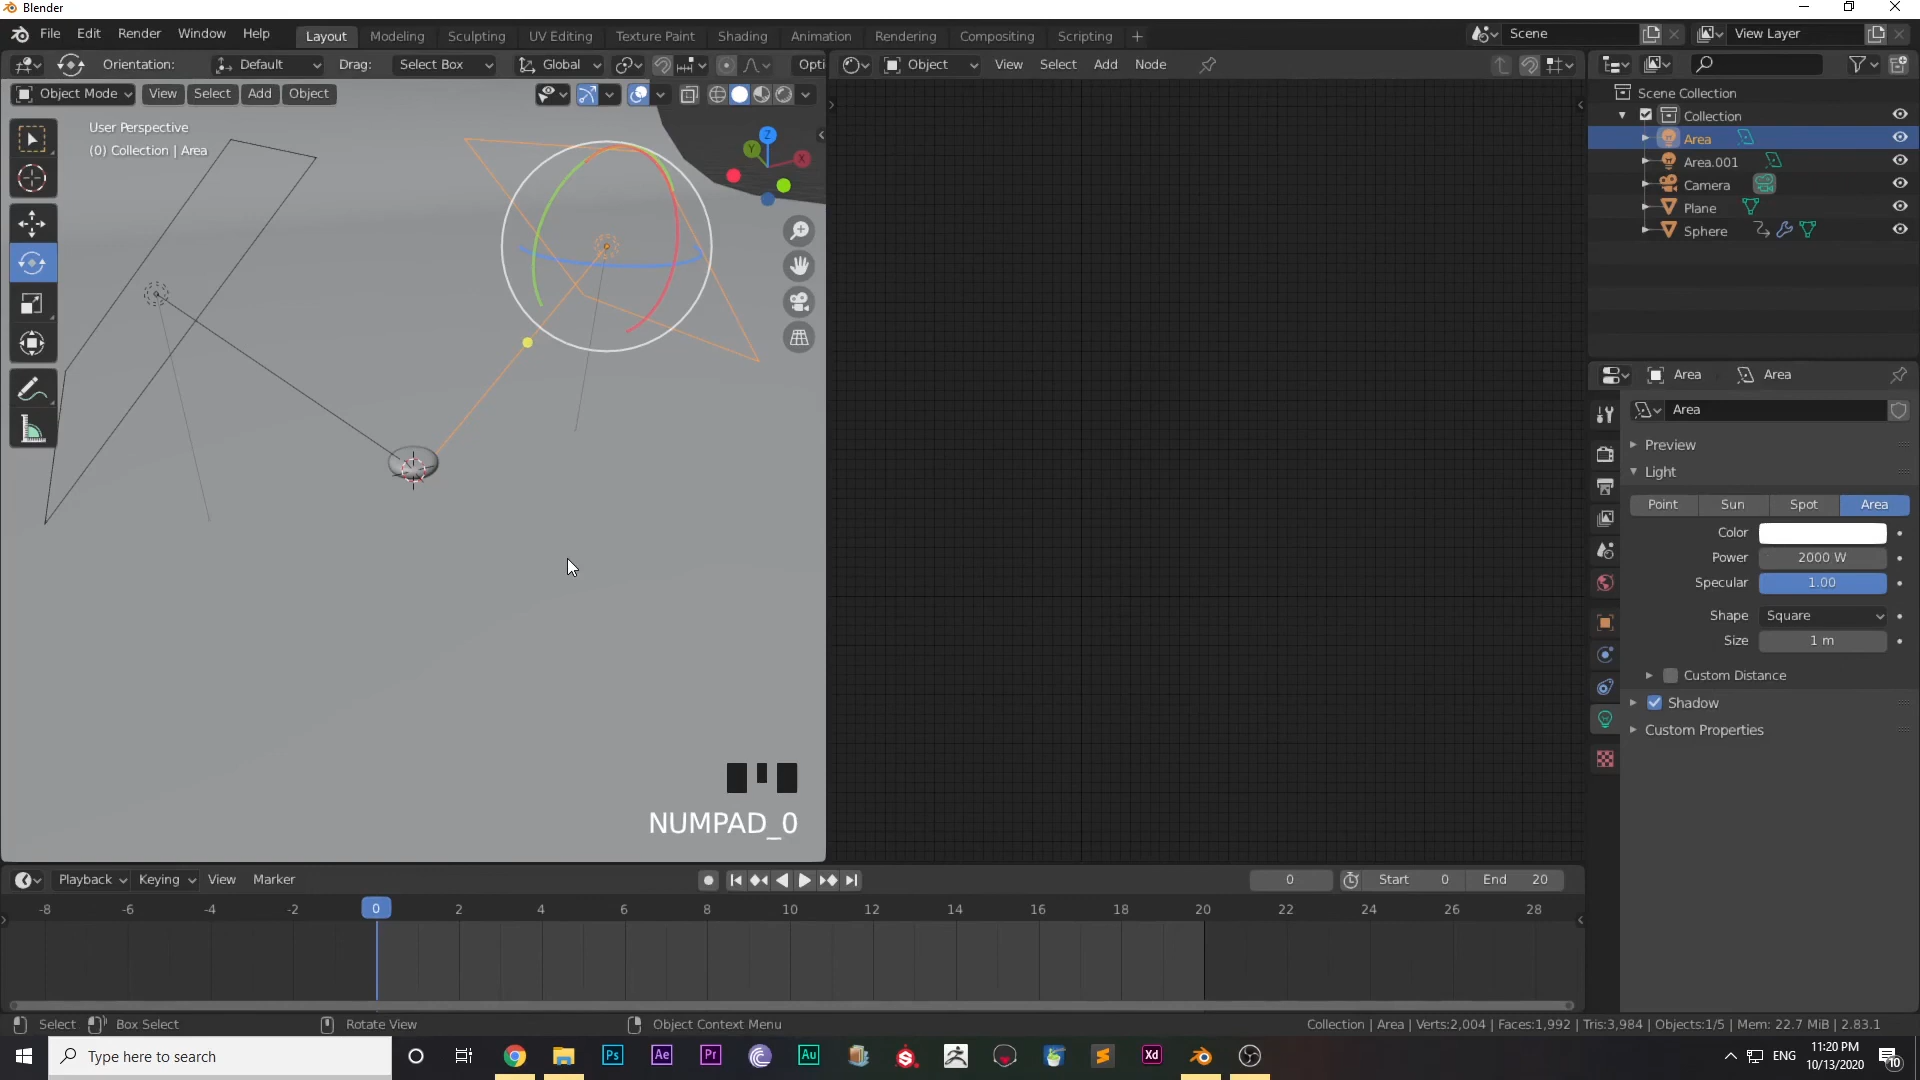 Blender
File Edit Render Window Help
Layout Modeling Sculpting UV Editing Texture Paint Shading Animation Rendering Compositing Scripting +
Scene
View Layer
Orientation: Default Drag: Select Box Global Opti
Object View Select Add Node
Object Mode View Select Add Object
User Perspective
(0) Collection | Area
Z
Y
X
NUMPAD_0
Scene Collection
Collection
Area
Area.001
Camera
Plane
Sphere
Area Area
Area
Preview
Light
Point Sun Spot Area
Color
Power 2000 W
Specular 1.00
Shape Square
Size 1 m
Custom Distance
Shadow
Custom Properties
Playback Keying View Marker
0 Start 0 End 20
-8 -6 -4 -2 0 2 4 6 8 10 12 14 16 18 20 22 24 26 28
Select Box Select Rotate View Object Context Menu
Collection | Area | Verts:2,004 | Faces:1,992 | Tris:3,984 | Objects:1/5 | Mem: 22.7 MiB | 2.83.1
Type here to search
Ps Ae Pr Au Xd
ENG
11:20 PM
10/13/2020
10